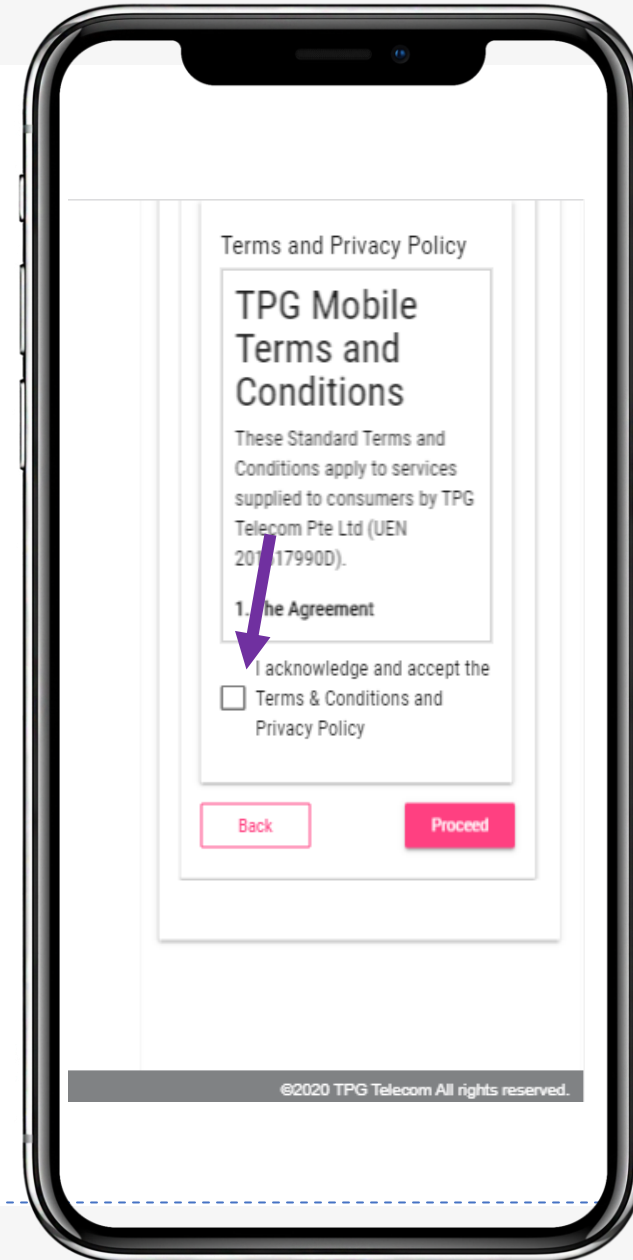 Terms and Privacy Policy
TPG Mobile
Terms and
Conditions
These Standard Terms and
Conditions apply to services
supplied to consumers by TPG
Telecom Pte Ltd (UEN
).
1. he Agreement
I acknowledge and accept the
Terms & Conditions and
Privacy Policy
Back
Proceed
©2020 TPG Telecom All rights reserved.